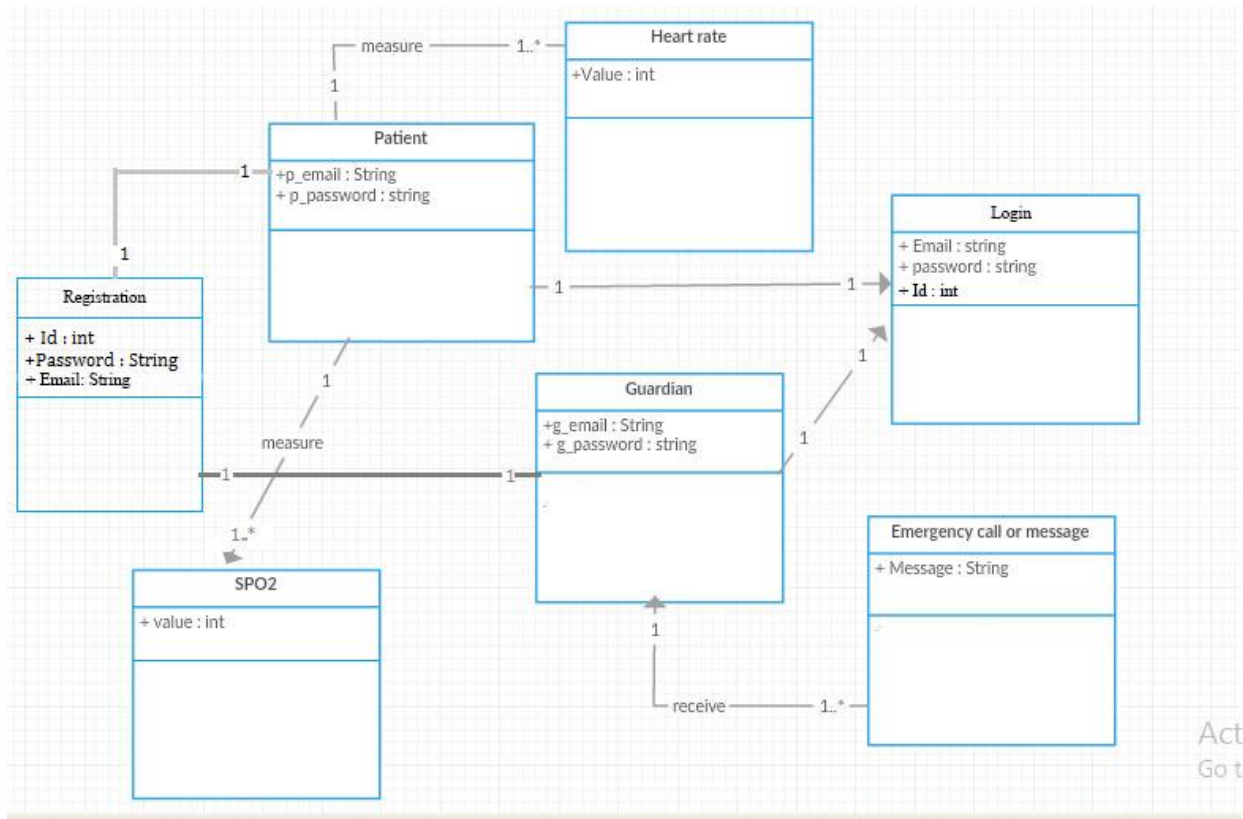 Heart rate
+Value : int
measure
1..*
1
Patient
+p_email : String
+ p_password : string
1
1
Login
+ Email : string
+ password : string
+ Id : int
1
1
Registration
+ Id : int
+Password : String
+ Email: String
1
measure
1..*
Guardian
+g_email : String
+ g_password : string
1
1
1
1
Emergency call or message
+ Message : String
SPO2
+ value : int
1
receive
1..*
Act
Go t